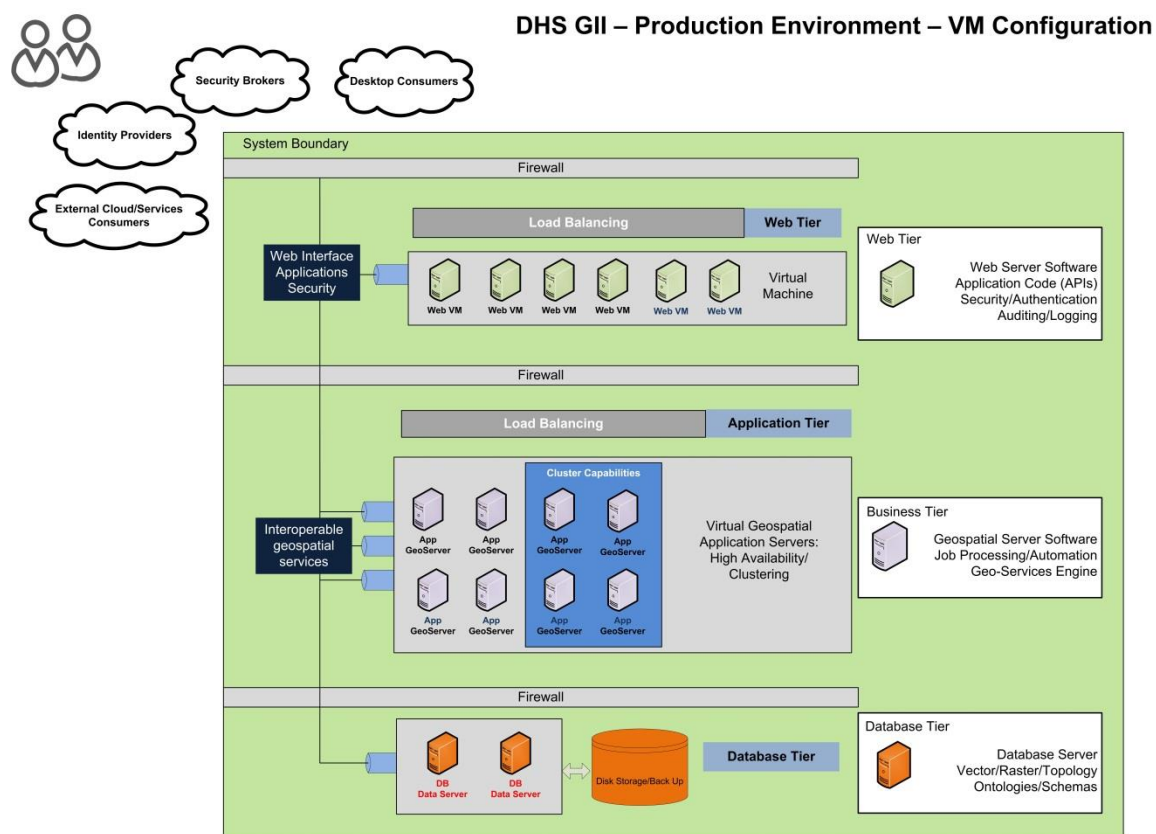 DHS GII – Production Environment – VM Configuration
Security Brokers
Desktop Consumers
Identity Providers
External Cloud/Services
Consumers
System Boundary
Firewall
Load Balancing
Web Tier
Web Interface
Applications
Security
Web VM
Web VM
Web VM
Web VM
Web VM
Web VM
Virtual
Machine
Web Tier
Web Server Software
Application Code (APIs)
Security/Authentication
Auditing/Logging
Firewall
Load Balancing
Application Tier
Cluster Capabilities
Interoperable
geospatial
services
App
GeoServer
App
GeoServer
App
GeoServer
App
GeoServer
App
GeoServer
App
GeoServer
App
GeoServer
App
GeoServer
Virtual Geospatial
Application Servers:
High Availability/
Clustering
Business Tier
Geospatial Server Software
Job Processing/Automation
Geo-Services Engine
Firewall
DB
Data Server
DB
Data Server
Disk Storage/Back Up
Database Tier
Database Tier
Database Server
Vector/Raster/Topology
Ontologies/Schemas